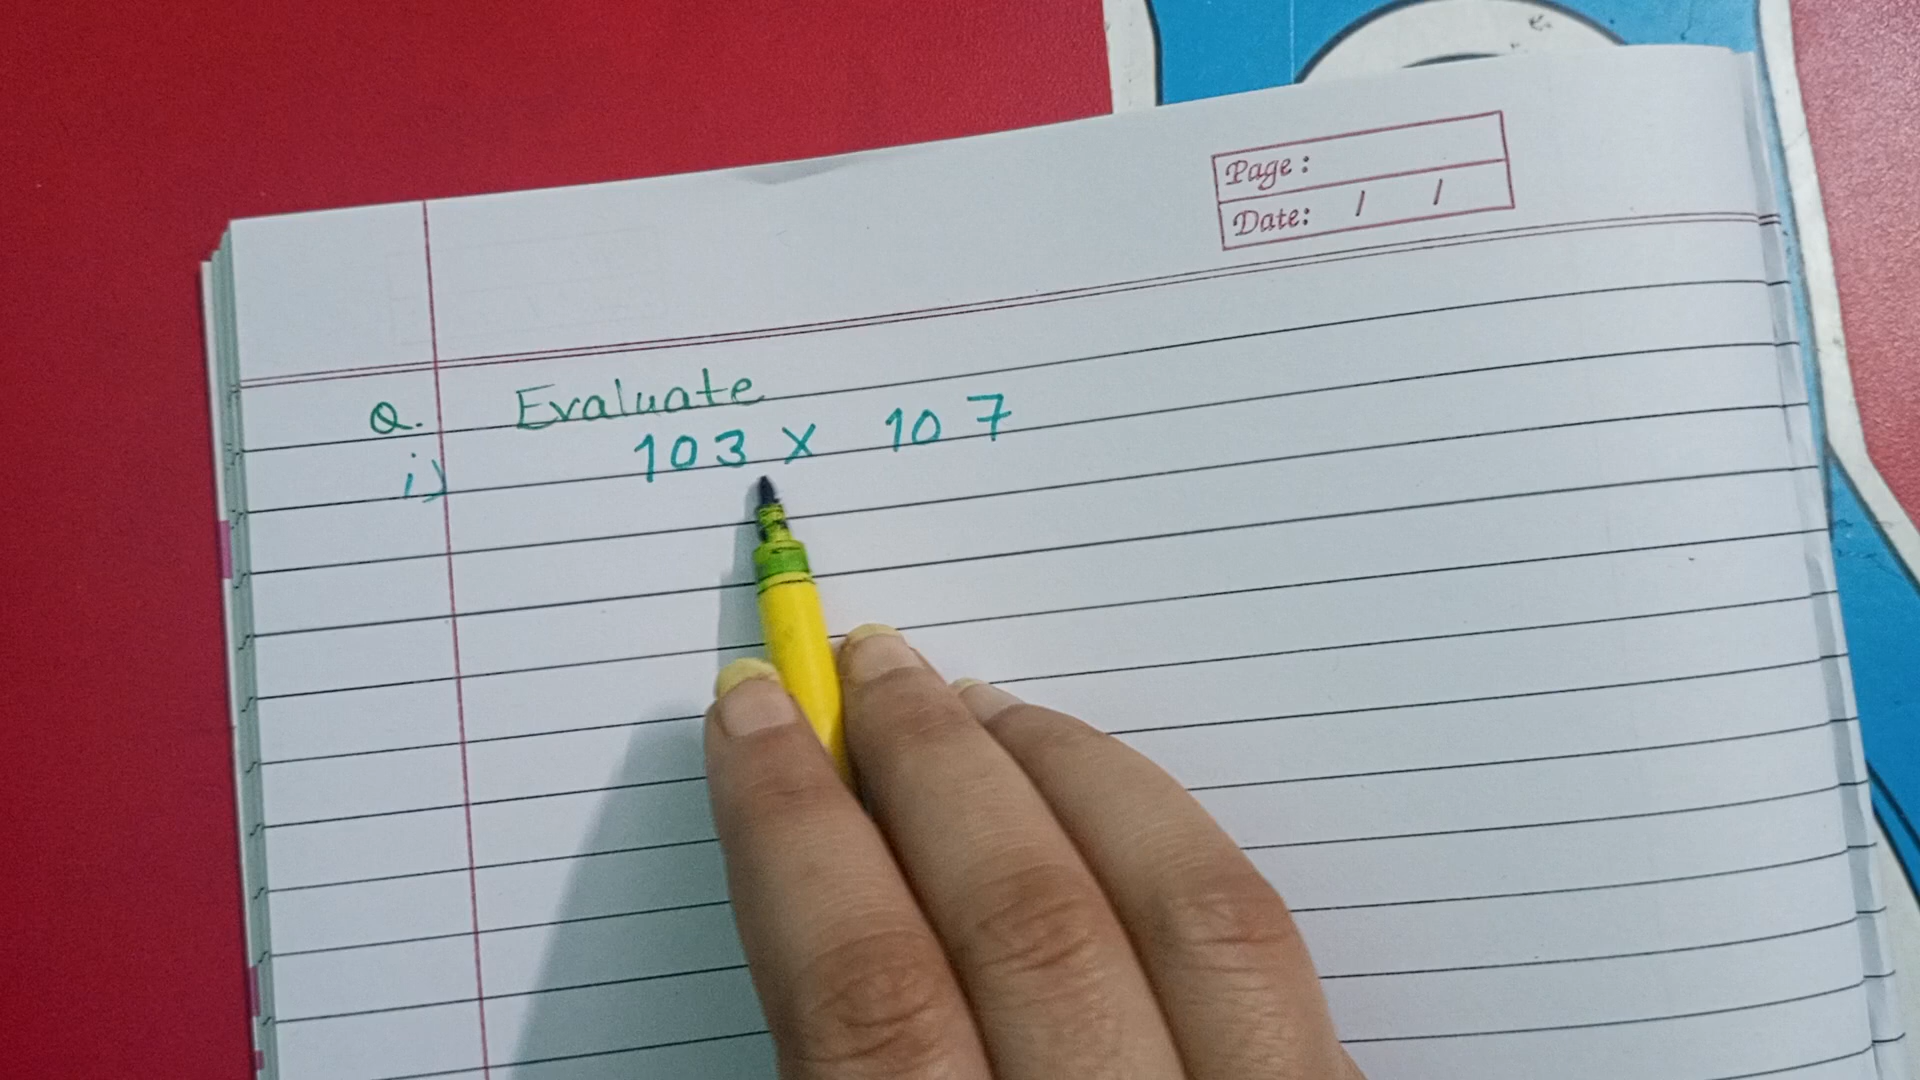 Page :
Date: / /
Q. Evaluate
i) 103 x 107